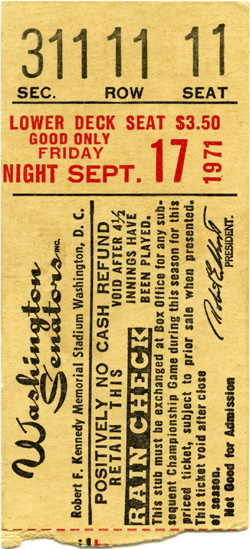 311 11 11
SEC. ROW SEAT
LOWER DECK SEAT $3.50
GOOD ONLY
FRIDAY
NIGHT SEPT. 17 1971
Washington
Senators INC.
Robert F. Kennedy Memorial Stadium Washington, D. C.
POSITIVELY NO CASH REFUND
RETAIN THIS VOID AFTER 4½
INNINGS HAVE
BEEN PLAYED.
RAIN CHECK
This stub must be exchanged at Box Office for any sub-
sequent Championship Game during this season for this
priced ticket, subject to prior sale when presented.
This ticket void after close
of season.
Not Good for Admission
PRESIDENT.